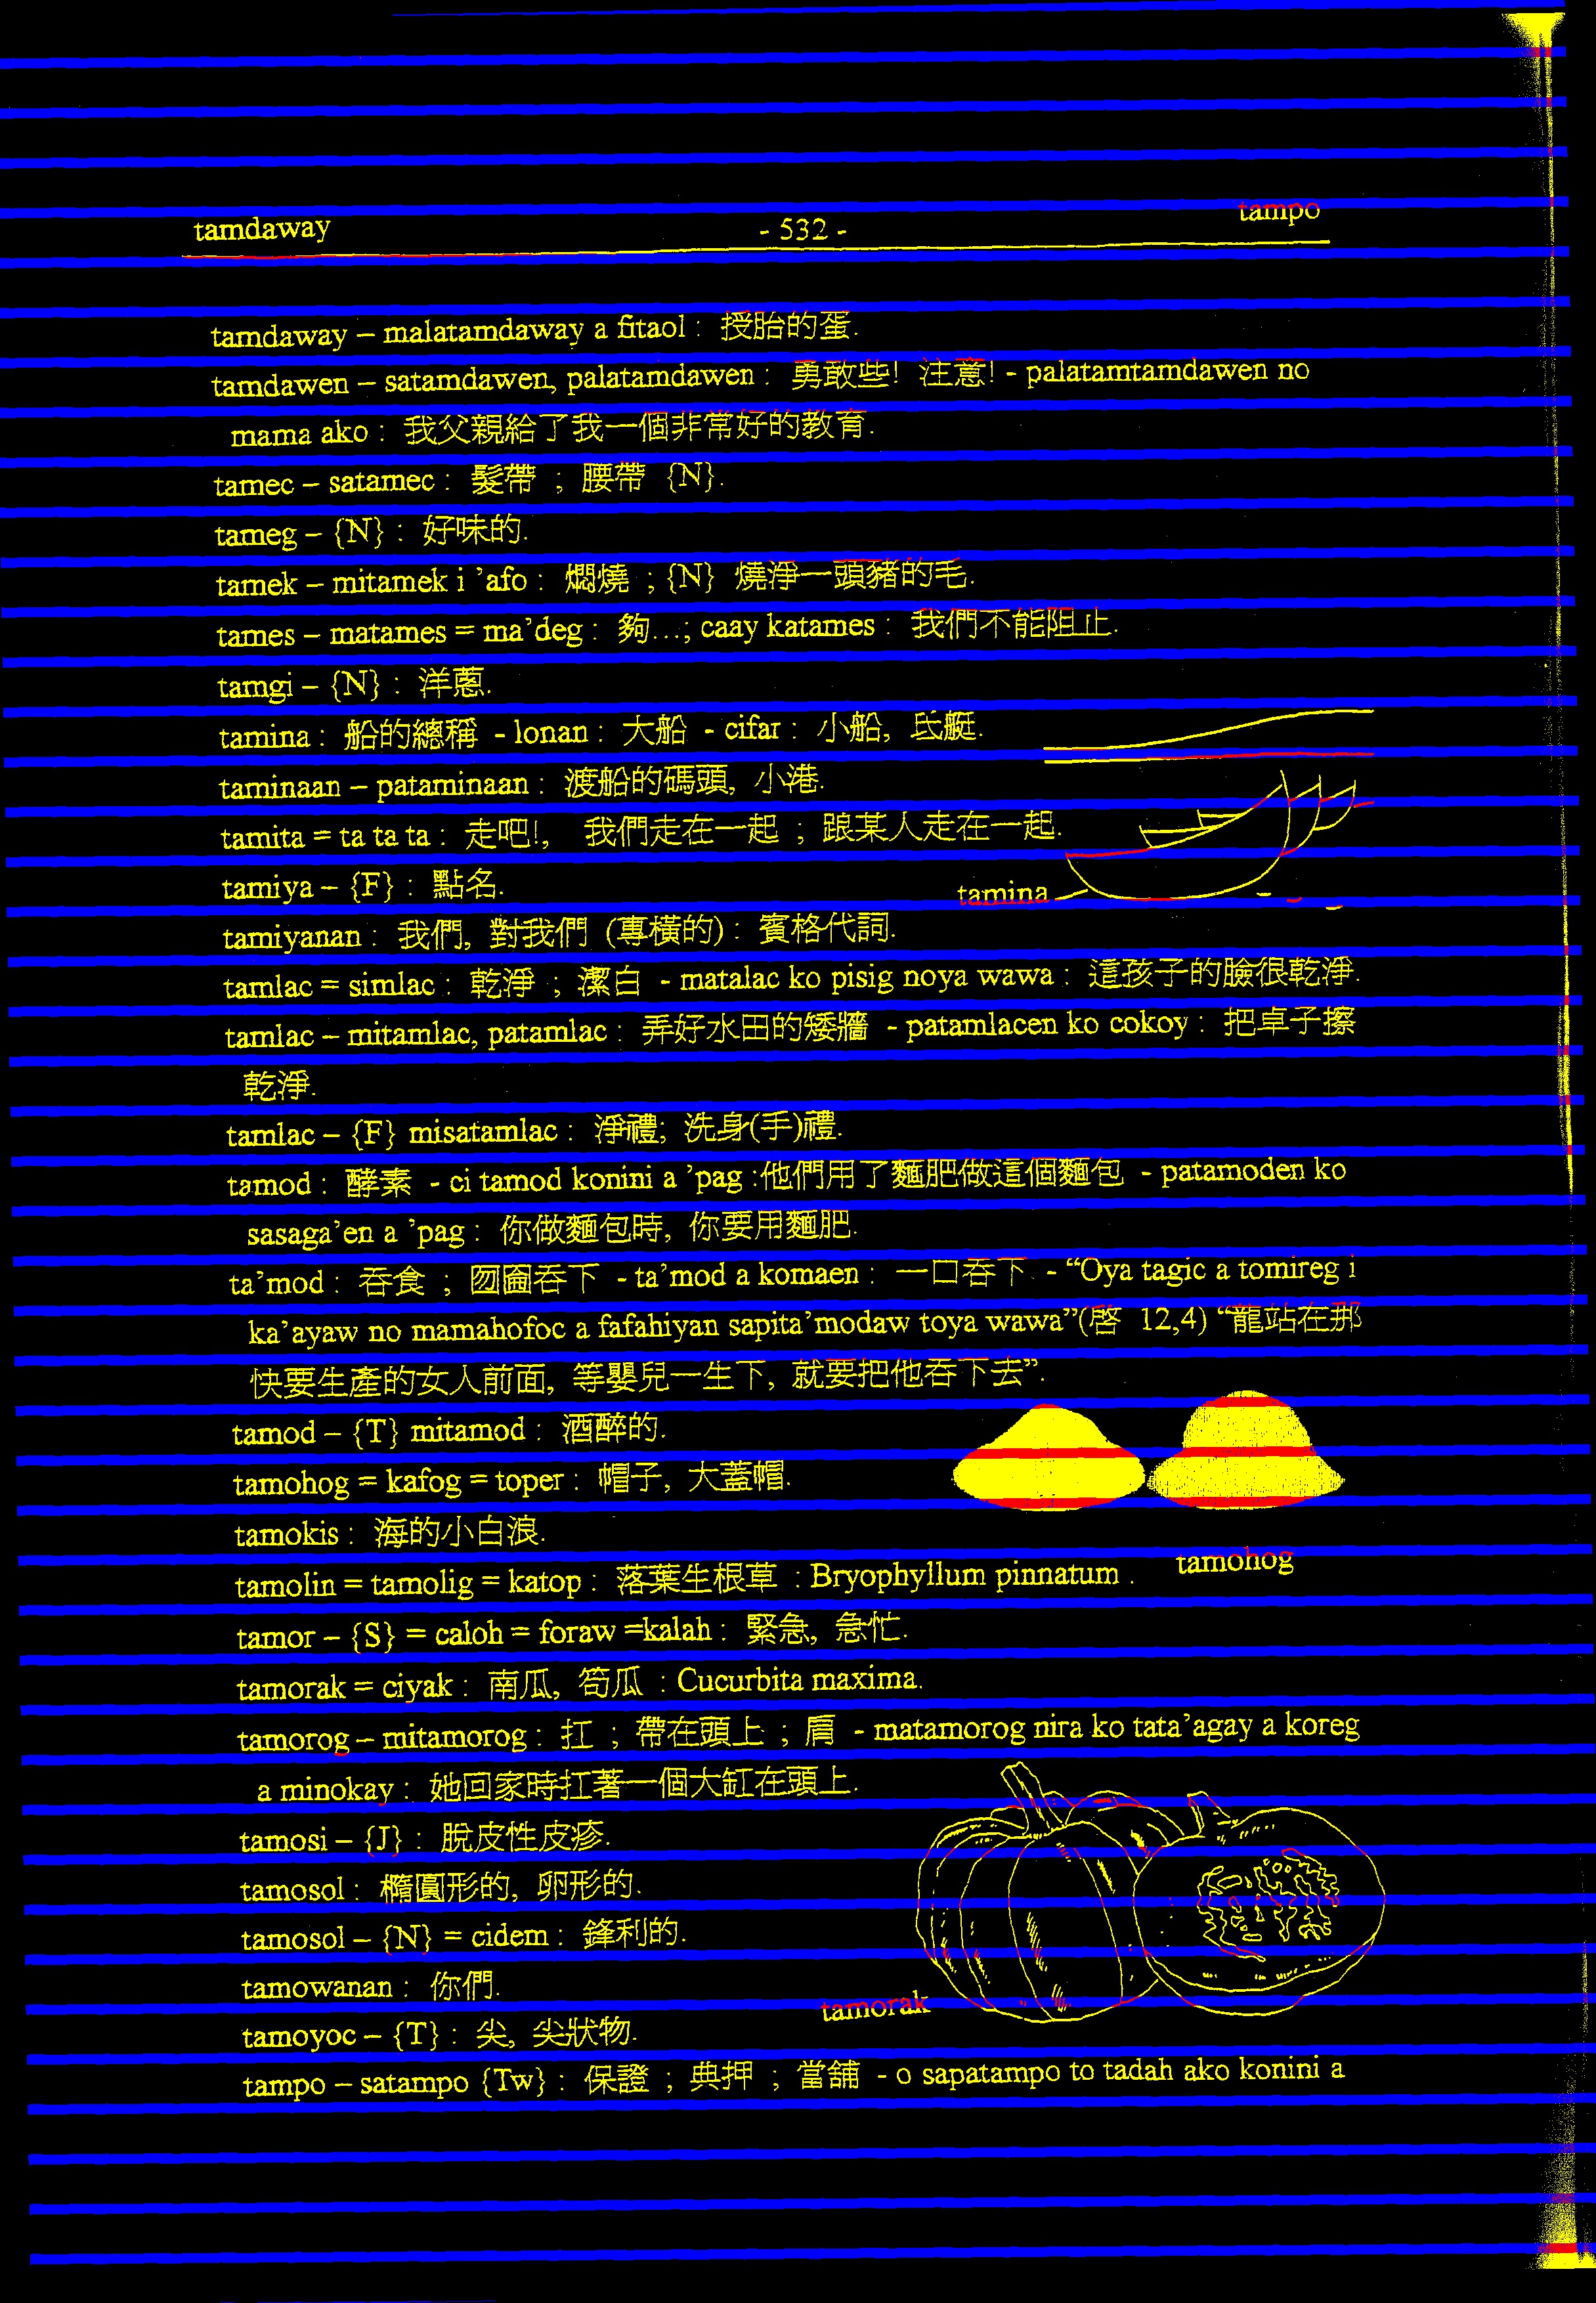 tamdaway - 532 - tampo
tamdaway – malatamdaway a fitaol : 授胎的蛋.
tamdawen – satamdawen, palatamdawen : 勇敢些! 注意! - palatamtamdawen no
mama ako : 我父親給了我一個非常好的教育.
tamec – satamec : 髮帶 ; 腰帶 {N}.
tameg – {N} : 好味的.
tamek – mitamek i ’afo : 燜燒 ; {N} 燒淨一頭豬的毛.
tames – matames = ma’deg : 夠...; caay katames : 我們不能阻止.
tamgi – {N} : 洋蔥.
tamina : 船的總稱 - lonan : 大船 - cifar : 小船, 氐艇.
taminaan – pataminaan : 渡船的碼頭, 小港.
tamita = ta ta ta : 走吧!, 我們走在一起 ; 踉某人走在一起.
tamiya – {F} : 點名.
tamina
tamiyanan : 我們, 對我們 (專橫的) : 賓格代詞.
tamlac = simlac : 乾淨 ; 潔白 - matalac ko pisig noya wawa : 這孩子的臉很乾淨.
tamlac – mitamlac, patamlac : 弄好水田的矮牆 - patamlacen ko cokoy : 把卓子擦
乾淨.
tamlac – {F} misatamlac : 淨禮; 洗身(手)禮.
tamod : 酵素 - ci tamod konini a ’pag :他們用了麵肥做這個麵包 - patamoden ko
sasaga’en a ’pag : 你做麵包時, 你要用麵肥.
ta’mod : 吞食 ; 囫圇吞下 - ta’mod a komaen : 一口吞下. - “Oya tagic a tomireg i
ka’ayaw no mamahofoc a fafahiyan sapita’modaw toya wawa”(啓 12,4) “龍站在那
快要生產的女人前面, 等嬰兒一生下, 就要把他吞下去”.
tamod – {T} mitamod : 酒醉的.
tamohog = kafog = toper : 帽子, 大蓋帽.
tamokis : 海的小白浪.
tamolin = tamolig = katop : 落葉生根草 : Bryophyllum pinnatum .
tamohog
tamor – {S} = caloh = foraw =kalah : 緊急, 急忙.
tamorak = ciyak : 南瓜, 筍瓜 : Cucurbita maxima.
tamorog – mitamorog : 扛 ; 帶在頭上 ; 肩 - matamorog nira ko tata’agay a koreg
a minokay : 她回家時扛著一個大缸在頭上.
tamosi – {J} : 脫皮性皮疹.
tamosol : 橢圓形的, 卵形的.
tamosol – {N} = cidem : 鋒利的.
tamowanan : 你們.
tamorak
tamoyoc – {T} : 尖, 尖狀物.
tampo – satampo {Tw} : 保證 ; 典押 ; 當舖 - o sapatampo to tadah ako konini a